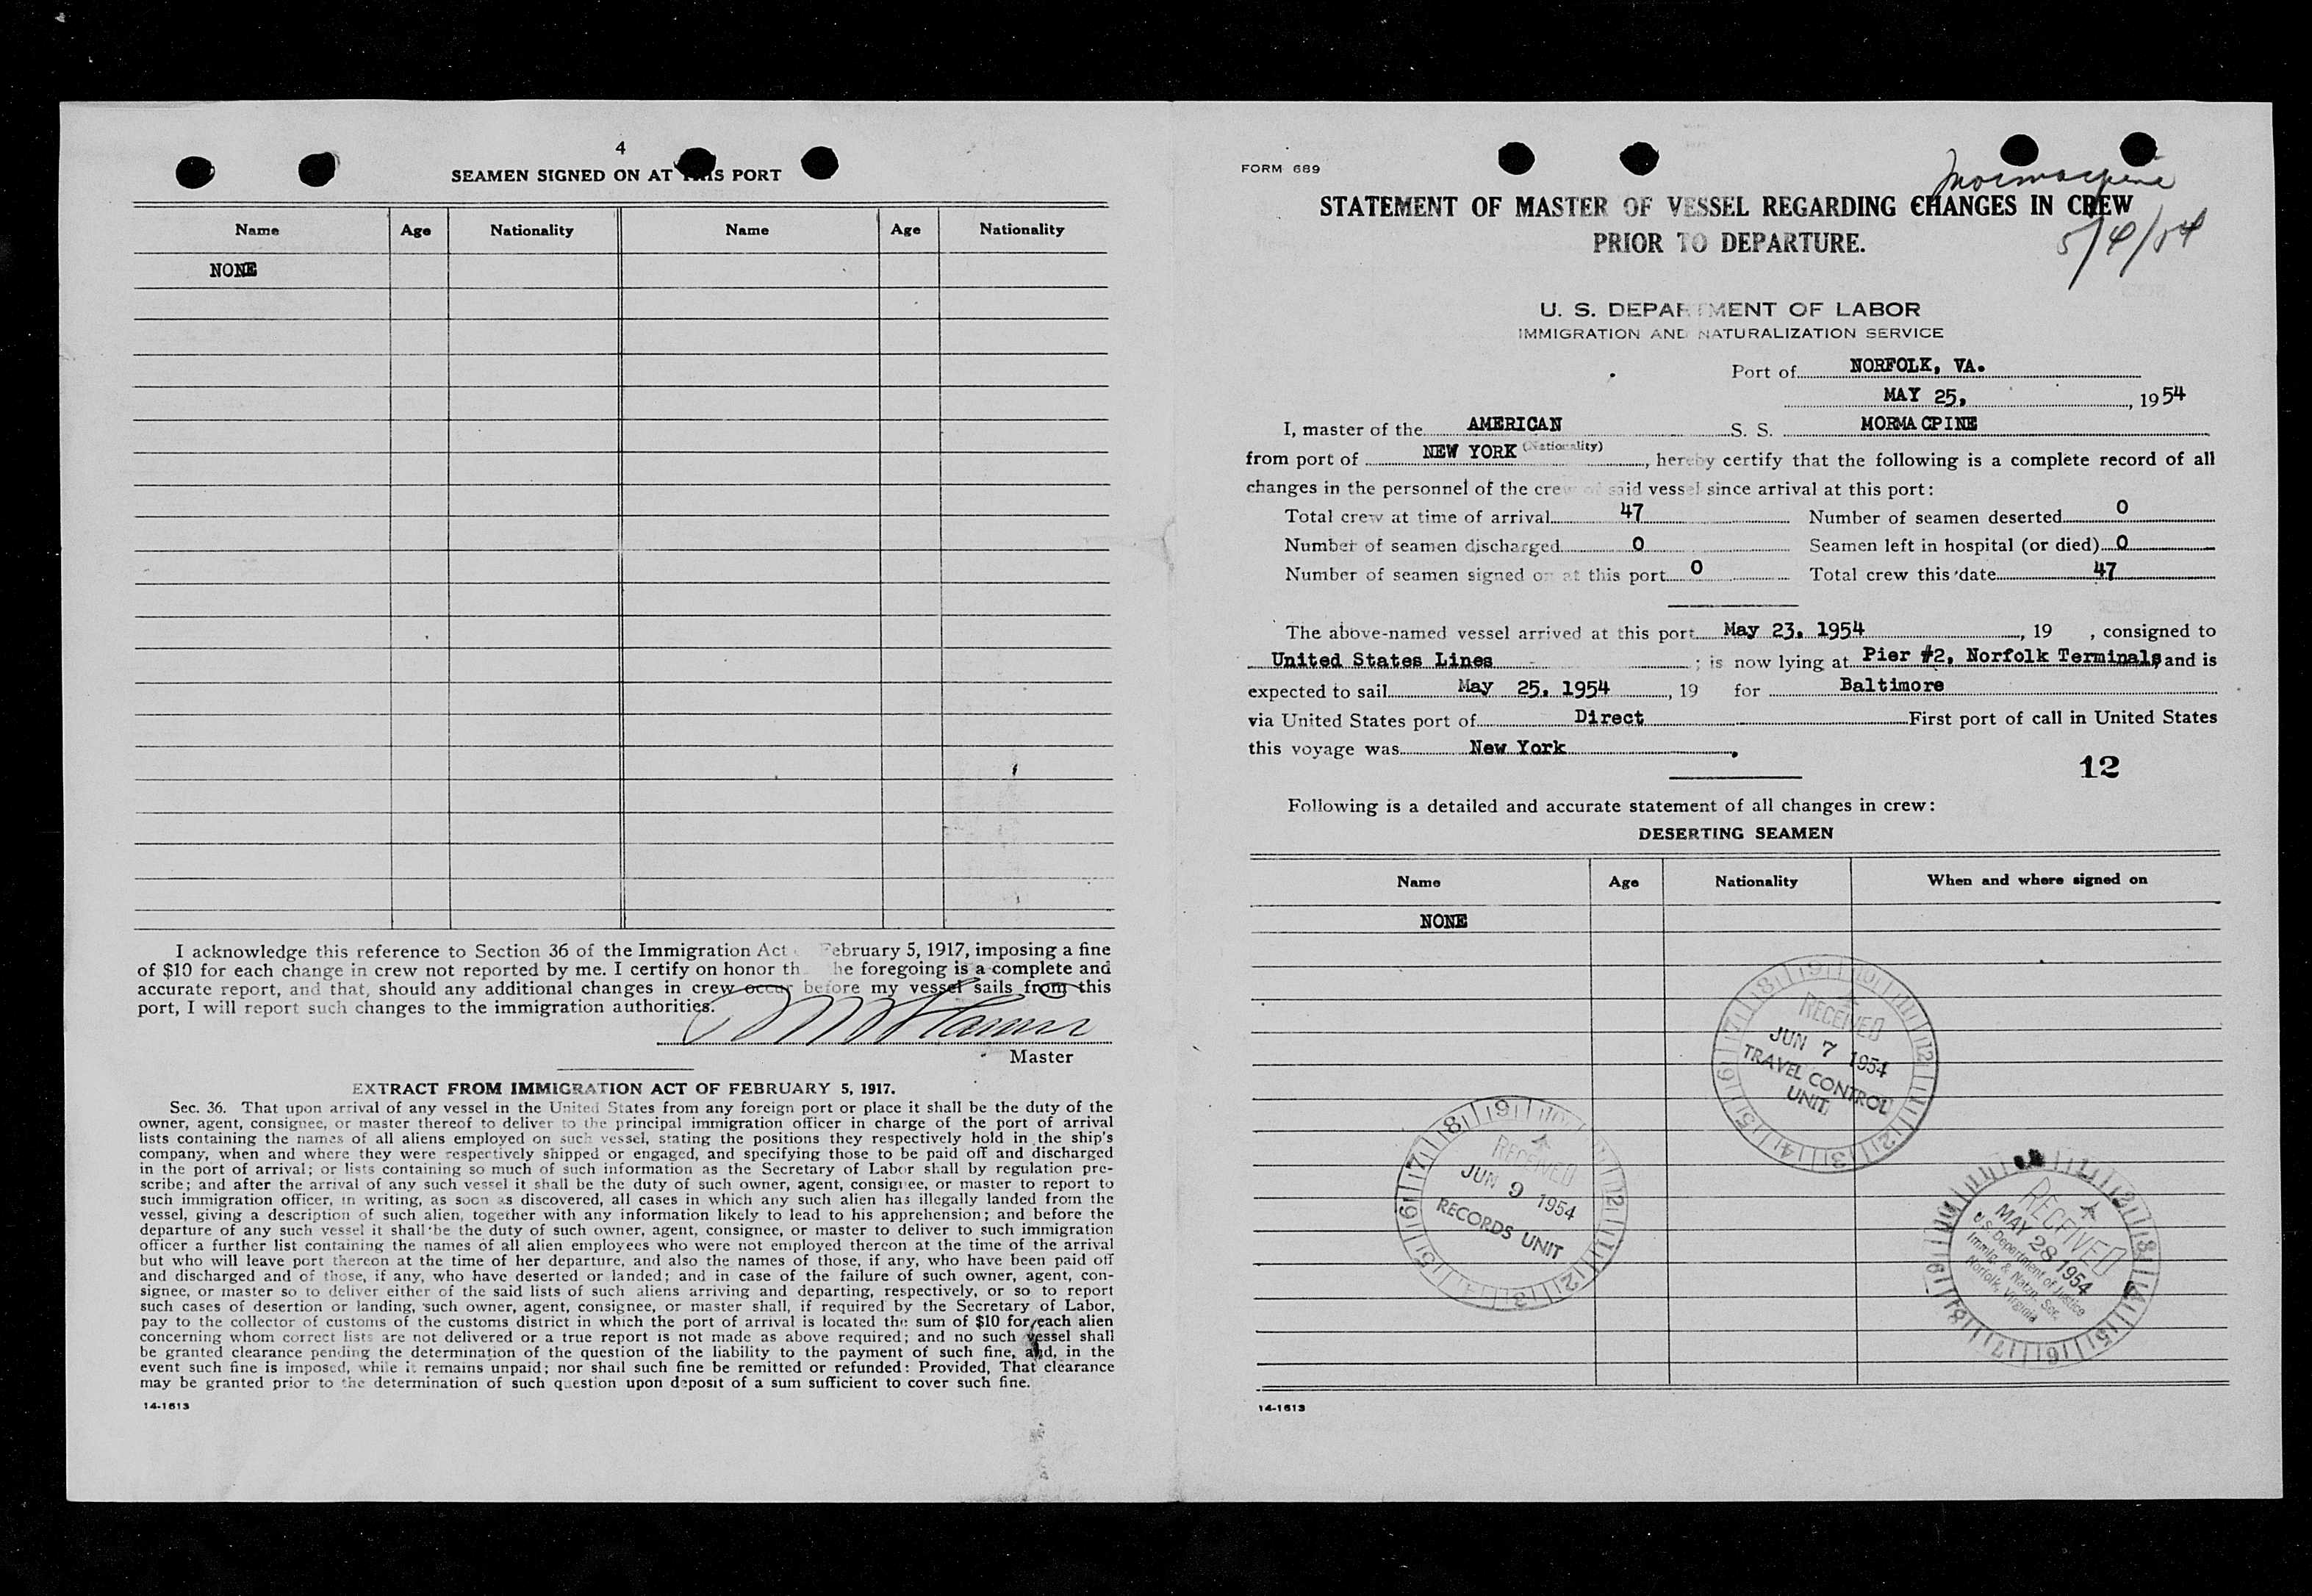 4
SEAMEN SIGNED ON AT THIS PORT
Name Age Nationality Name Age Nationality
NONE
I acknowledge this reference to Section 36 of the Immigration Act February 5, 1917, imposing a fine
of $10 for each change in crew not reported by me. I certify on honor th he foregoing is a complete and
accurate report, and that, should any additional changes in crew occur before my vessel sails from this
port, I will report such changes to the immigration authorities.
Master
EXTRACT FROM IMMIGRATION ACT OF FEBRUARY 5, 1917.
Sec. 36. That upon arrival of any vessel in the United States from any foreign port or place it shall be the duty of the
owner, agent, consignee, or master thereof to deliver to the principal immigration officer in charge of the port of arrival
lists containing the names of all aliens employed on such vessel, stating the positions they respectively hold in the ship's
company, when and where they were respectively shipped or engaged, and specifying those to be paid off and discharged
in the port of arrival; or lists containing so much of such information as the Secretary of Labor shall by regulation pre-
scribe; and after the arrival of any such vessel it shall be the duty of such owner, agent, consignee, or master to report to
such immigration officer, in writing, as soon as discovered, all cases in which any such alien has illegally landed from the
vessel, giving a description of such alien, together with any information likely to lead to his apprehension; and before the
departure of any such vessel it shall be the duty of such owner, agent, consignee, or master to deliver to such immigration
officer a further list containing the names of all alien employees who were not employed thereon at the time of the arrival
but who will leave port thereon at the time of her departure, and also the names of those, if any, who have been paid off
and discharged and of those, if any, who have deserted or landed; and in case of the failure of such owner, agent, con-
signee, or master so to deliver either of the said lists of such aliens arriving and departing, respectively, or so to report
such cases of desertion or landing, such owner, agent, consignee, or master shall, if required by the Secretary of Labor,
pay to the collector of customs of the customs district in which the port of arrival is located the sum of $10 for each alien
concerning whom correct lists are not delivered or a true report is not made as above required; and no such vessel shall
be granted clearance pending the determination of the question of the liability to the payment of such fine, and, in the
event such fine is imposed, while it remains unpaid; nor shall such fine be remitted or refunded: Provided, That clearance
may be granted prior to the determination of such question upon deposit of a sum sufficient to cover such fine.
14-1613
FORM 689
Mormacpine
STATEMENT OF MASTER OF VESSEL REGARDING CHANGES IN CREW
PRIOR TO DEPARTURE.
5/4/54
U. S. DEPARTMENT OF LABOR
IMMIGRATION AND NATURALIZATION SERVICE
Port of NORFOLK, VA.
MAY 25, , 1954
I, master of the AMERICAN S. S. MORMACPINE
(Nationality)
from port of NEW YORK , hereby certify that the following is a complete record of all
changes in the personnel of the crew of said vessel since arrival at this port:
Total crew at time of arrival 47 Number of seamen deserted 0
Number of seamen discharged 0 Seamen left in hospital (or died) 0
Number of seamen signed on at this port 0 Total crew this date 47
The above-named vessel arrived at this port May 23. 1954 , 19 , consigned to
United States Lines ; is now lying at Pier #2, Norfolk Terminals, and is
expected to sail May 25. 1954 , 19 for Baltimore
via United States port of Direct First port of call in United States
this voyage was New York .
12
Following is a detailed and accurate statement of all changes in crew:
DESERTING SEAMEN
Name Age Nationality When and where signed on
NONE
RECEIVED
JUN 7 1954
TRAVEL CONTROL
UNIT
RECEIVED
JUN 9 1954
RECORDS UNIT
RECEIVED
MAY 28 1954
U.S. Department of Justice
Immig. & Natzn. Ser.
Norfolk, Virginia
14-1613